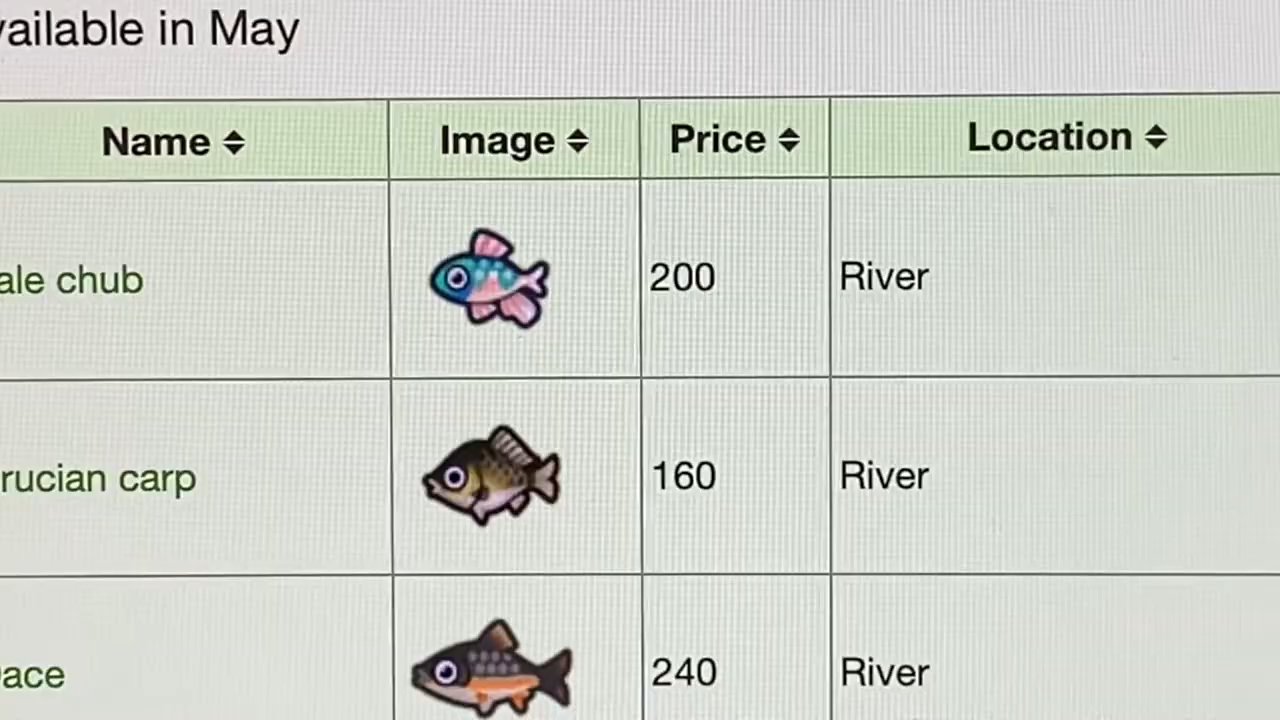 vailable in May
Name Image Price Location
ale chub 200 River
rucian carp 160 River
ace 240 River